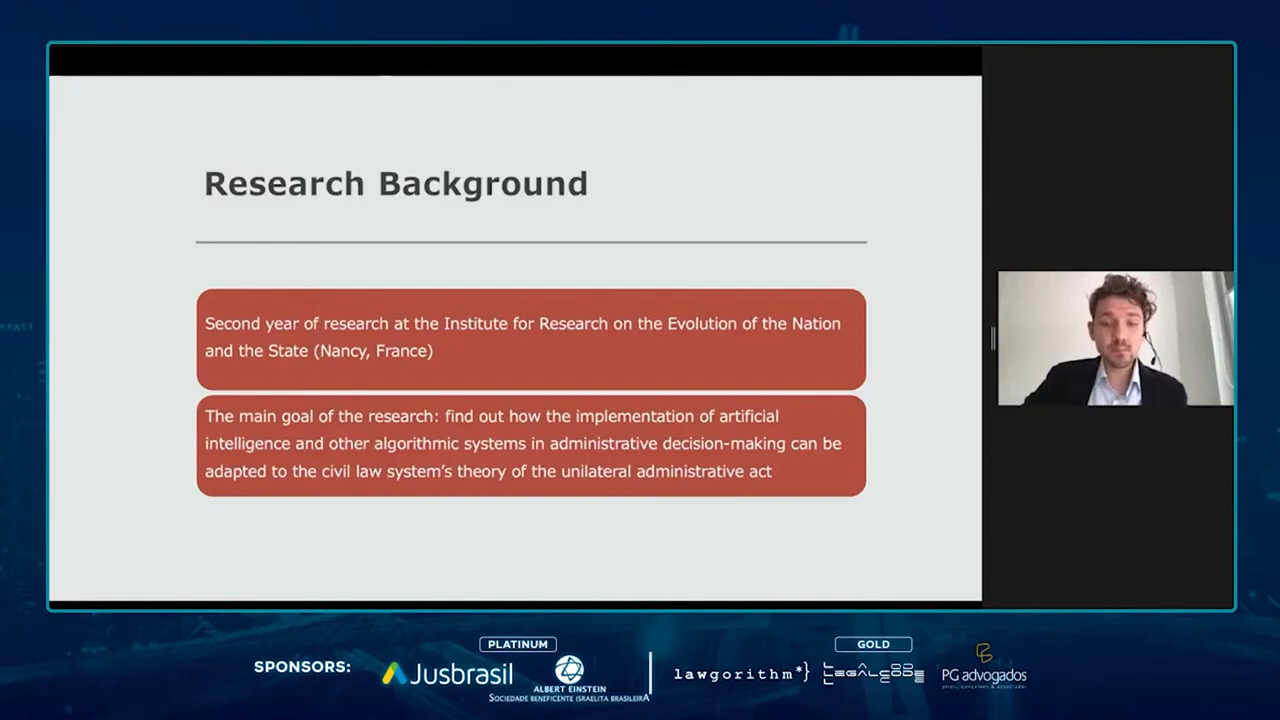 Research Background
Second year of research at the Institute for Research on the Evolution of the Nation
and the State (Nancy, France)
The main goal of the research: find out how the implementation of artificial
intelligence and other algorithmic systems in administrative decision-making can be
adapted to the civil law system's theory of the unilateral administrative act
SPONSORS:
PLATINUM
Jusbrasil
ALBERT EINSTEIN
SOCIEDADE BENEFICENTE ISRAELITA BRASILEIRA
GOLD
lawgorithm*}
LEGALCODE
PG advogados